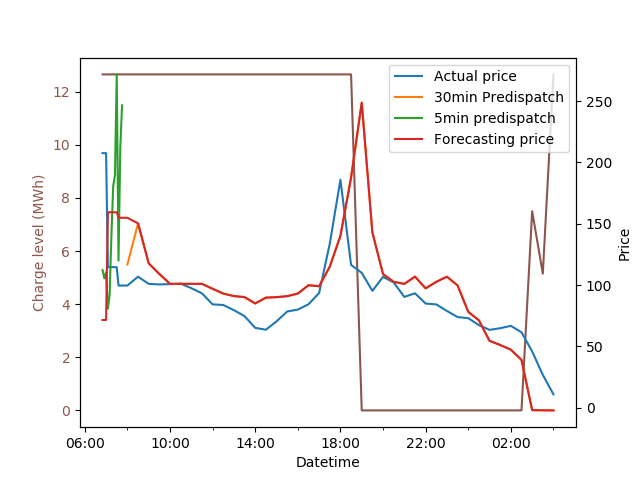 Actual price
30min Predispatch
5min predispatch
Forecasting price
12
10
8
6
4
2
0
Charge level (MWh)
250
200
150
100
50
0
Price
06:00 10:00 14:00 18:00 22:00 02:00
Datetime